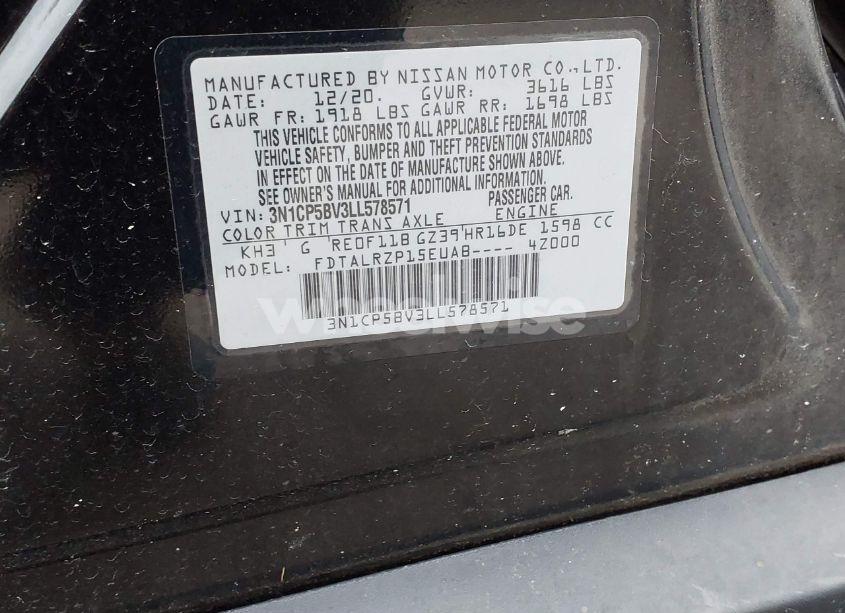 MANUFACTURED BY NISSAN MOTOR CO.,LTD.
DATE: 12/20. GVWR: 3616 LBS
GAWR FR: 1918 LBS GAWR RR: 1698 LBS
THIS VEHICLE CONFORMS TO ALL APPLICABLE FEDERAL MOTOR
VEHICLE SAFETY, BUMPER AND THEFT PREVENTION STANDARDS
IN EFFECT ON THE DATE OF MANUFACTURE SHOWN ABOVE.
SEE OWNER'S MANUAL FOR ADDITIONAL INFORMATION.
VIN: 3N1CP5BV3LL578571 PASSENGER CAR.
COLOR TRIM TRANS AXLE ENGINE
KH3 G RE0F11B GZ39 HR16DE 1598 CC
MODEL: FDTALRZP15EUAB---- 4Z000
wheelwise
3N1CP5BV3LL578571